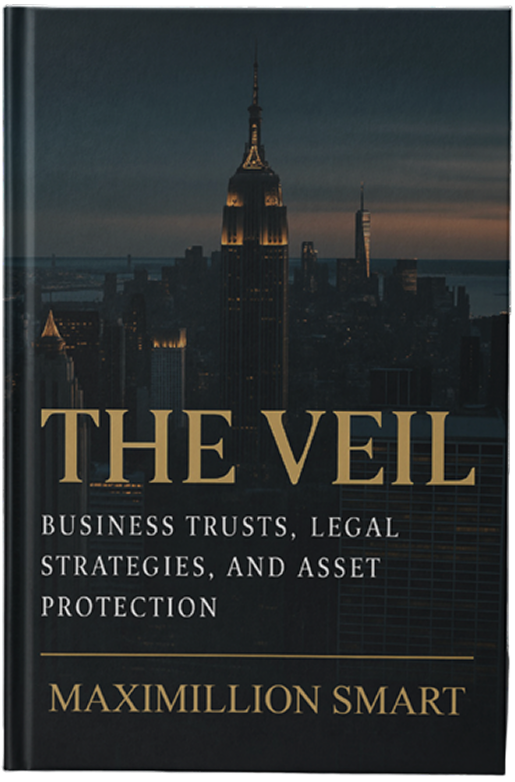 THE VEIL
BUSINESS TRUSTS, LEGAL
STRATEGIES, AND ASSET
PROTECTION
MAXIMILLION SMART